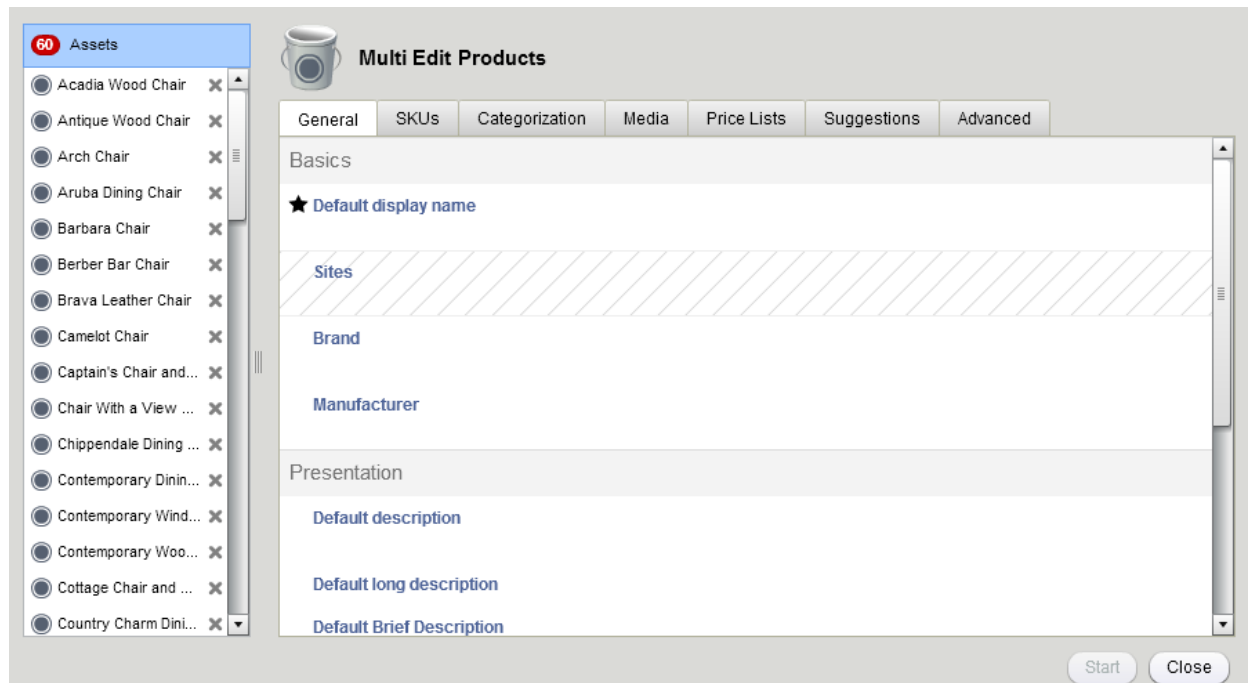 60 Assets
Acadia Wood Chair
Antique Wood Chair
Arch Chair
Aruba Dining Chair
Barbara Chair
Berber Bar Chair
Brava Leather Chair
Camelot Chair
Captain's Chair and...
Chair With a View ...
Chippendale Dining ...
Contemporary Dinin...
Contemporary Wind...
Contemporary Woo...
Cottage Chair and ...
Country Charm Dini...
Multi Edit Products
General SKUs Categorization Media Price Lists Suggestions Advanced
Basics
Default display name
Sites
Brand
Manufacturer
Presentation
Default description
Default long description
Default Brief Description
Start Close